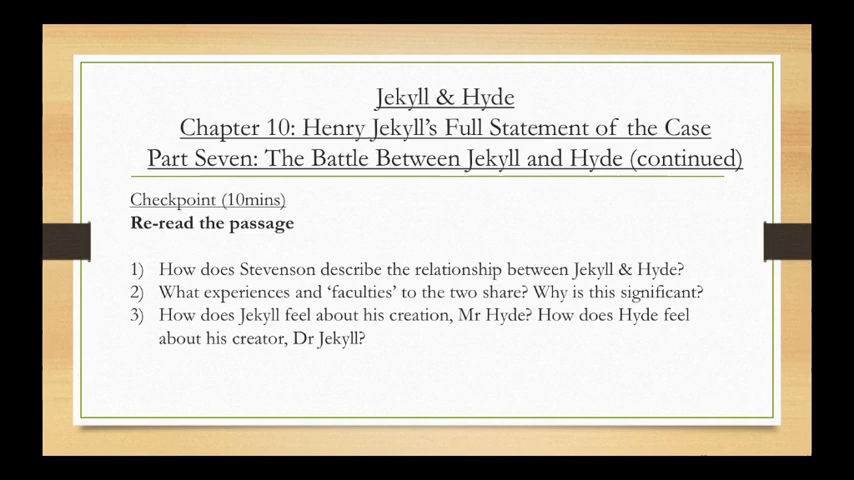 Jekyll & Hyde
Chapter 10: Henry Jekyll's Full Statement of the Case
Part Seven: The Battle Between Jekyll and Hyde (continued)
Checkpoint (10mins)
Re-read the passage
1) How does Stevenson describe the relationship between Jekyll & Hyde?
2) What experiences and 'faculties' to the two share? Why is this significant?
3) How does Jekyll feel about his creation, Mr Hyde? How does Hyde feel
about his creator, Dr Jekyll?